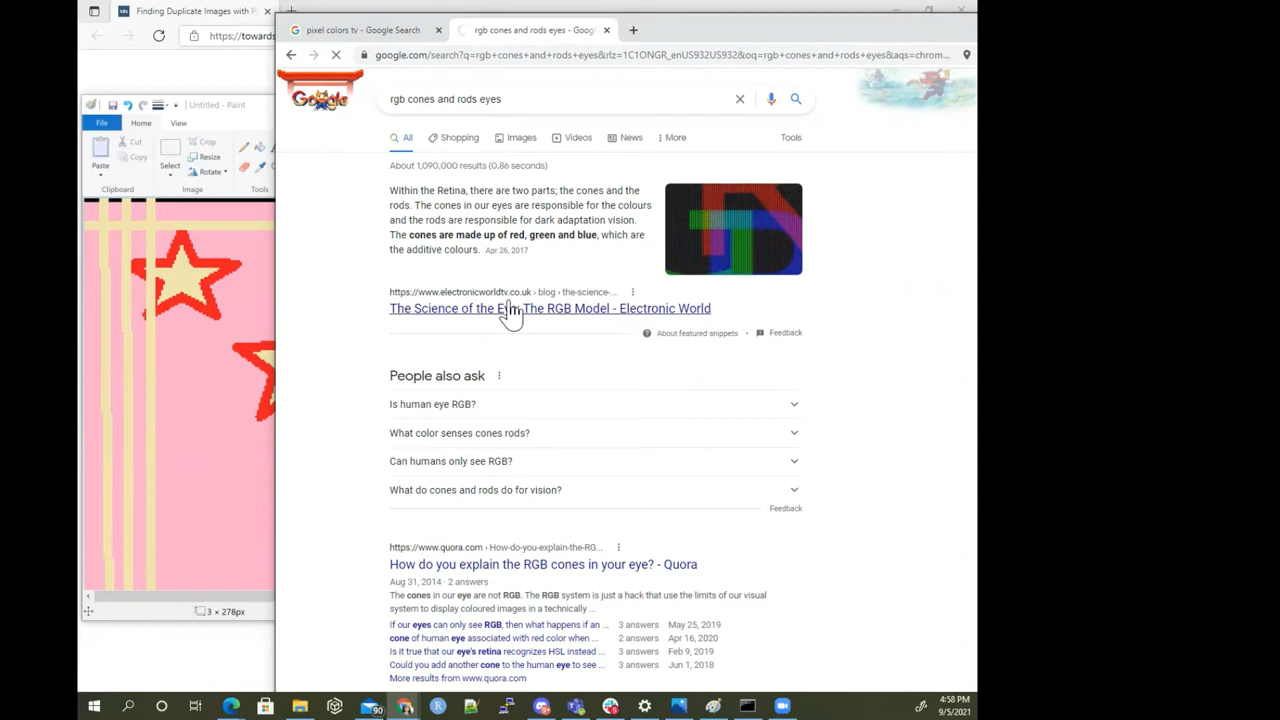 Finding Duplicate Images with P
https://towards
pixel colors tv - Google Search
rgb cones and rods eyes - Goog
google.com/search?q=rgb+cones+and+rods+eyes&rlz=1C1ONGR_enUS932US932&oq=rgb+cones+and+rods+eyes&aqs=chrom
Google
rgb cones and rods eyes
All
Shopping
Images
Videos
News
More
Tools
About 1,090,000 results (0.86 seconds)
Within the Retina, there are two parts; the cones and the
rods. The cones in our eyes are responsible for the colours
and the rods are responsible for dark adaptation vision.
The cones are made up of red, green and blue, which are
the additive colours. Apr 26, 2017
https://www.electronicworldtv.co.uk › blog › the-science-...
The Science of the Eye: The RGB Model - Electronic World
About featured snippets • Feedback
People also ask
Is human eye RGB?
What color senses cones rods?
Can humans only see RGB?
What do cones and rods do for vision?
Feedback
https://www.quora.com › How-do-you-explain-the-RG...
How do you explain the RGB cones in your eye? - Quora
Aug 31, 2014 · 2 answers
The cones in our eye are not RGB. The RGB system is just a hack that use the limits of our visual
system to display coloured images in a technically ...
If our eyes can only see RGB, then what happens if an ... 3 answers May 25, 2019
cone of human eye associated with red color when ... 2 answers Apr 16, 2020
Is it true that our eye's retina recognizes HSL instead ... 3 answers Feb 9, 2019
Could you add another cone to the human eye to see ... 3 answers Jun 1, 2018
More results from www.quora.com
Untitled - Paint
File
Home
View
Paste
Cut
Copy
Clipboard
Select
Crop
Resize
Rotate
Image
Tools
3 × 278px
90
4:58 PM
9/5/2021